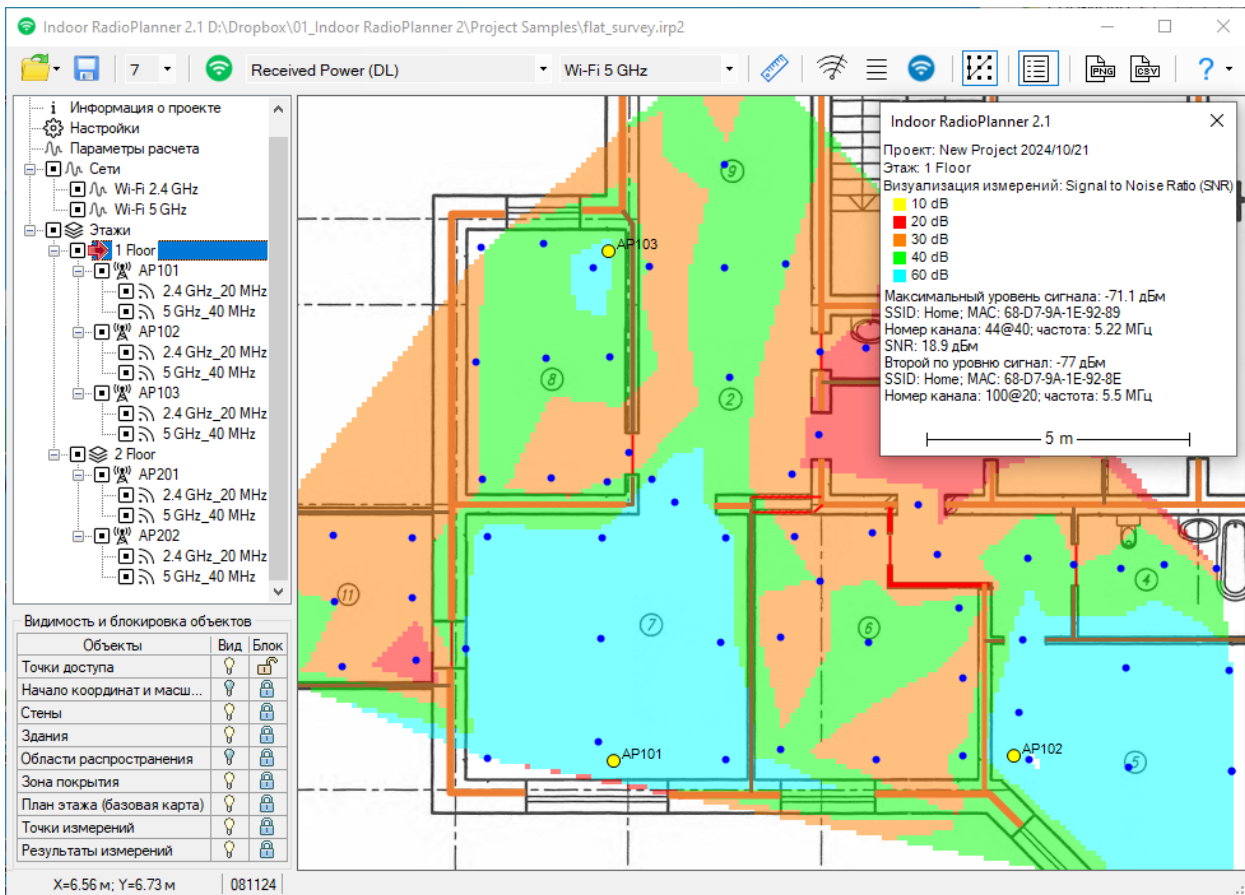 Indoor RadioPlanner 2.1 D:\Dropbox\01_Indoor RadioPlanner 2\Project Samples\flat_survey.irp2
7
Received Power (DL)
Wi-Fi 5 GHz
PNG
CSV
?
Информация о проекте
Настройки
Параметры расчета
Сети
Wi-Fi 2.4 GHz
Wi-Fi 5 GHz
Этажи
1 Floor
AP101
2.4 GHz_20 MHz
5 GHz_40 MHz
AP102
2.4 GHz_20 MHz
5 GHz_40 MHz
AP103
2.4 GHz_20 MHz
5 GHz_40 MHz
2 Floor
AP201
2.4 GHz_20 MHz
5 GHz_40 MHz
AP202
2.4 GHz_20 MHz
5 GHz_40 MHz
Видимость и блокировка объектов
Объекты Вид Блок
Точки доступа
Начало координат и масш...
Стены
Здания
Области распространения
Зона покрытия
План этажа (базовая карта)
Точки измерений
Результаты измерений
X=6.56 м; Y=6.73 м 081124
9
AP103
8
2
11
7
6
4
AP101
AP102
5
Indoor RadioPlanner 2.1
Проект: New Project 2024/10/21
Этаж: 1 Floor
Визуализация измерений: Signal to Noise Ratio (SNR)
10 dB
20 dB
30 dB
40 dB
60 dB
Максимальный уровень сигнала: -71.1 дБм
SSID: Home; MAC: 68-D7-9A-1E-92-89
Номер канала: 44@40; частота: 5.22 МГц
SNR: 18.9 дБм
Второй по уровню сигнал: -77 дБм
SSID: Home; MAC: 68-D7-9A-1E-92-8E
Номер канала: 100@20; частота: 5.5 МГц
5 m